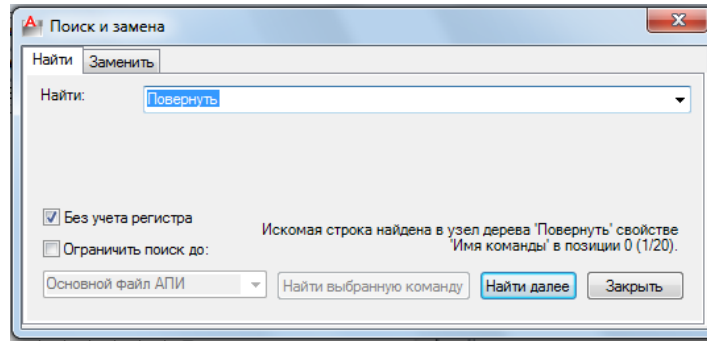 Поиск и замена
Найти Заменить
Найти: Повернуть
Без учета регистра
Искомая строка найдена в узел дерева 'Повернуть' свойстве
'Имя команды' в позиции 0 (1/20).
Ограничить поиск до:
Основной файл АПИ Найти выбранную команду Найти далее Закрыть